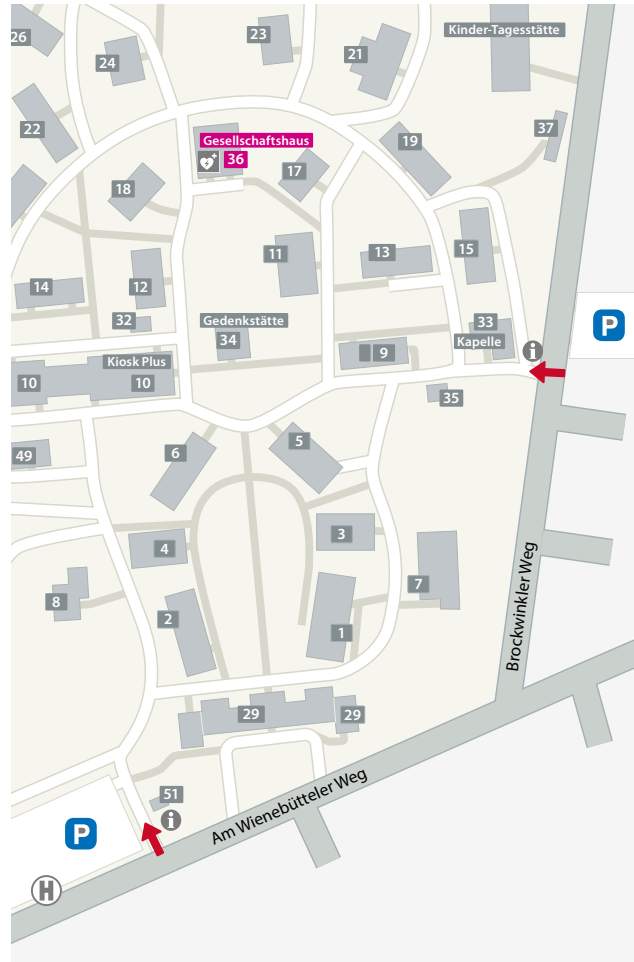 26
23
Kinder-Tagesstätte
24
21
22
Gesellschaftshaus
36
19
37
17
18
11
13
15
14
12
32
Gedenkstätte
34
33
Kapelle
P
i
Kiosk Plus
10
10
9
35
5
6
49
3
4
7
8
2
1
Brockwinkler Weg
29
29
51
i
P
Am Wienebütteler Weg
H